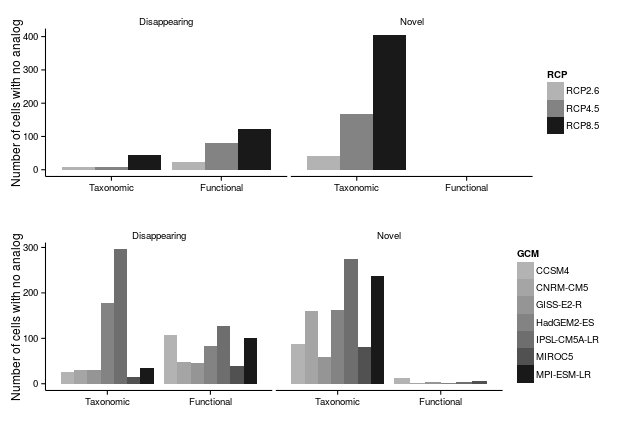 Disappearing
Novel
Number of cells with no analog
400
300
200
100
0
Taxonomic
Functional
Taxonomic
Functional
RCP
RCP2.6
RCP4.5
RCP8.5
Disappearing
Novel
Number of cells with no analog
300
200
100
0
Taxonomic
Functional
Taxonomic
Functional
GCM
CCSM4
CNRM-CM5
GISS-E2-R
HadGEM2-ES
IPSL-CM5A-LR
MIROC5
MPI-ESM-LR